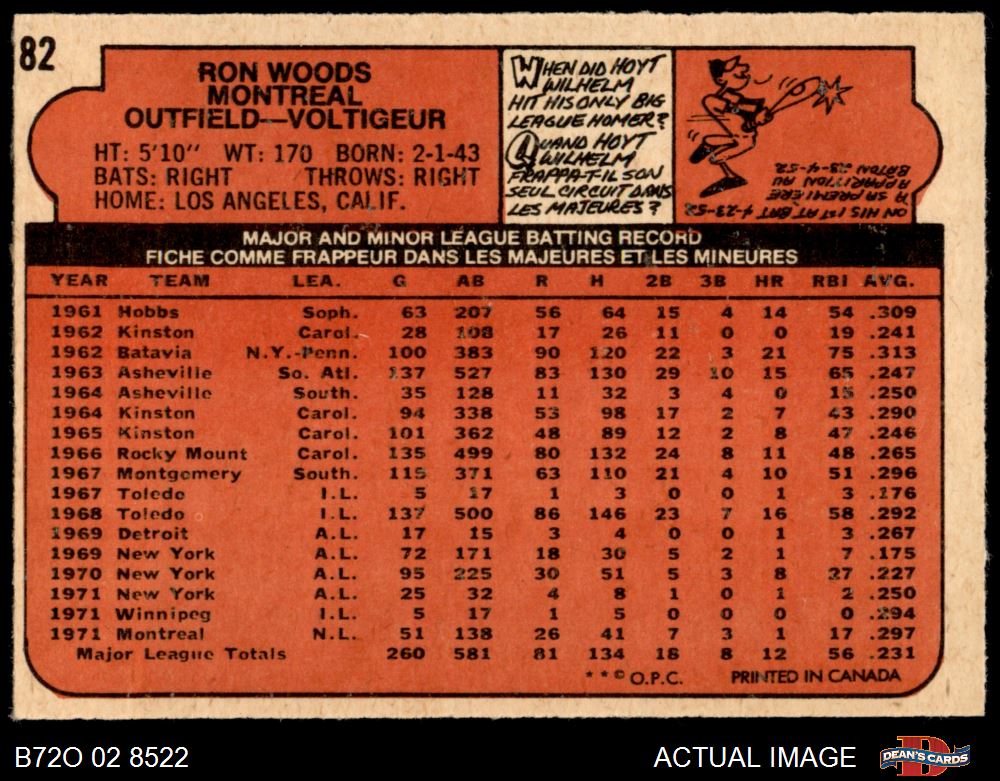 82
RON WOODS
MONTREAL
OUTFIELD—VOLTIGEUR
HT: 5'10" WT: 170 BORN: 2-1-43
BATS: RIGHT THROWS: RIGHT
HOME: LOS ANGELES, CALIF.
WHEN DID HOYT
WILHELM
HIT HIS ONLY BIG
LEAGUE HOMER?
QUAND HOYT
WILHELM
FRAPPA-T-IL SON
SEUL CIRCUIT DANS
LES MAJEURES?
ON HIS 1ST AT BAT 4-23-52
A SA PREMIERE
APPARITION AU
BATON 23-4-52
MAJOR AND MINOR LEAGUE BATTING RECORD
FICHE COMME FRAPPEUR DANS LES MAJEURES ET LES MINEURES
YEAR TEAM LEA. G AB R H 2B 3B HR RBI AVG.
1961 Hobbs Soph. 63 207 56 64 15 4 14 54 .309
1962 Kinston Carol. 28 108 17 26 11 0 0 19 .241
1962 Batavia N.Y.-Penn. 100 383 90 120 22 3 21 75 .313
1963 Asheville So. Atl. 137 527 83 130 29 10 15 65 .247
1964 Asheville South. 35 128 11 32 3 4 0 15 .250
1964 Kinston Carol. 94 338 53 98 17 2 7 43 .290
1965 Kinston Carol. 101 362 48 89 12 2 8 47 .246
1966 Rocky Mount Carol. 135 499 80 132 24 8 11 48 .265
1967 Montgomery South. 115 371 63 110 21 4 10 51 .296
1967 Toledo I.L. 5 17 1 3 0 0 1 3 .176
1968 Toledo I.L. 137 500 86 146 23 7 16 58 .292
1969 Detroit A.L. 17 15 3 4 0 0 1 3 .267
1969 New York A.L. 72 171 18 30 5 2 1 7 .175
1970 New York A.L. 95 225 30 51 5 3 8 27 .227
1971 New York A.L. 25 32 4 8 1 0 1 2 .250
1971 Winnipeg I.L. 5 17 1 5 0 0 0 0 .294
1971 Montreal N.L. 51 138 26 41 7 3 1 17 .297
Major League Totals 260 581 81 134 18 8 12 56 .231
**© O.P.C. PRINTED IN CANADA
B72O 02 8522
ACTUAL IMAGE
DEAN'S CARDS